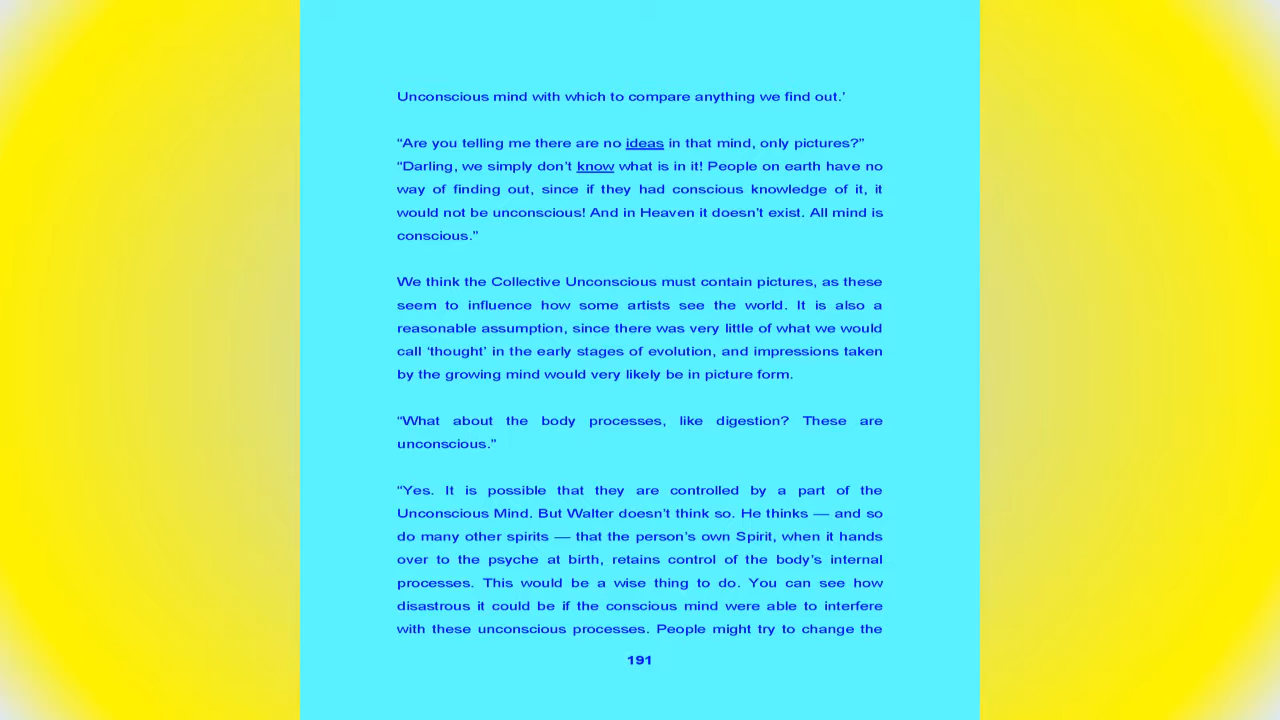 Unconscious mind with which to compare anything we find out.’
“Are you telling me there are no ideas in that mind, only pictures?”
“Darling, we simply don’t know what is in it! People on earth have no
way of finding out, since if they had conscious knowledge of it, it
would not be unconscious! And in Heaven it doesn’t exist. All mind is
conscious.”
We think the Collective Unconscious must contain pictures, as these
seem to influence how some artists see the world. It is also a
reasonable assumption, since there was very little of what we would
call ‘thought’ in the early stages of evolution, and impressions taken
by the growing mind would very likely be in picture form.
“What about the body processes, like digestion? These are
unconscious.”
“Yes. It is possible that they are controlled by a part of the
Unconscious Mind. But Walter doesn’t think so. He thinks — and so
do many other spirits — that the person’s own Spirit, when it hands
over to the psyche at birth, retains control of the body’s internal
processes. This would be a wise thing to do. You can see how
disastrous it could be if the conscious mind were able to interfere
with these unconscious processes. People might try to change the
191